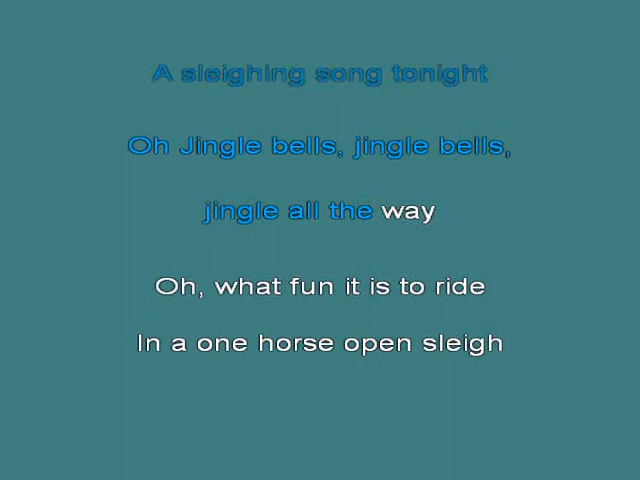 A sleighing song tonight
Oh Jingle bells, jingle bells,
jingle all the way
Oh, what fun it is to ride
In a one horse open sleigh